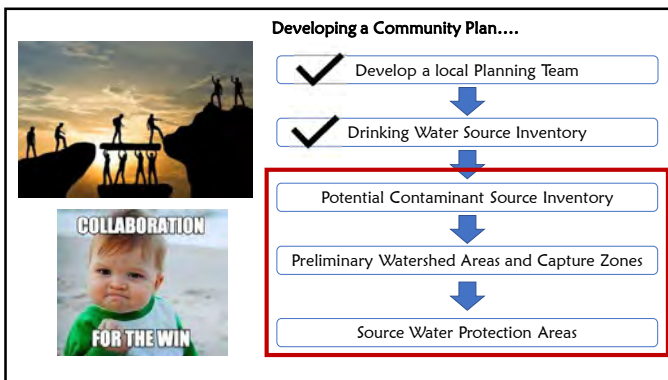 Developing a Community Plan....
Develop a local Planning Team
Drinking Water Source Inventory
Potential Contaminant Source Inventory
Preliminary Watershed Areas and Capture Zones
Source Water Protection Areas
COLLABORATION
FOR THE WIN